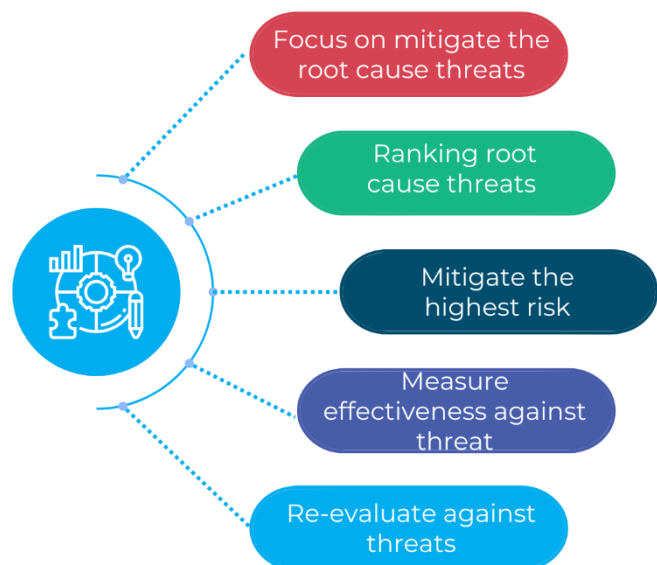 Focus on mitigate the
root cause threats
Ranking root
cause threats
Mitigate the
highest risk
Measure
effectiveness against
threat
Re-evaluate against
threats